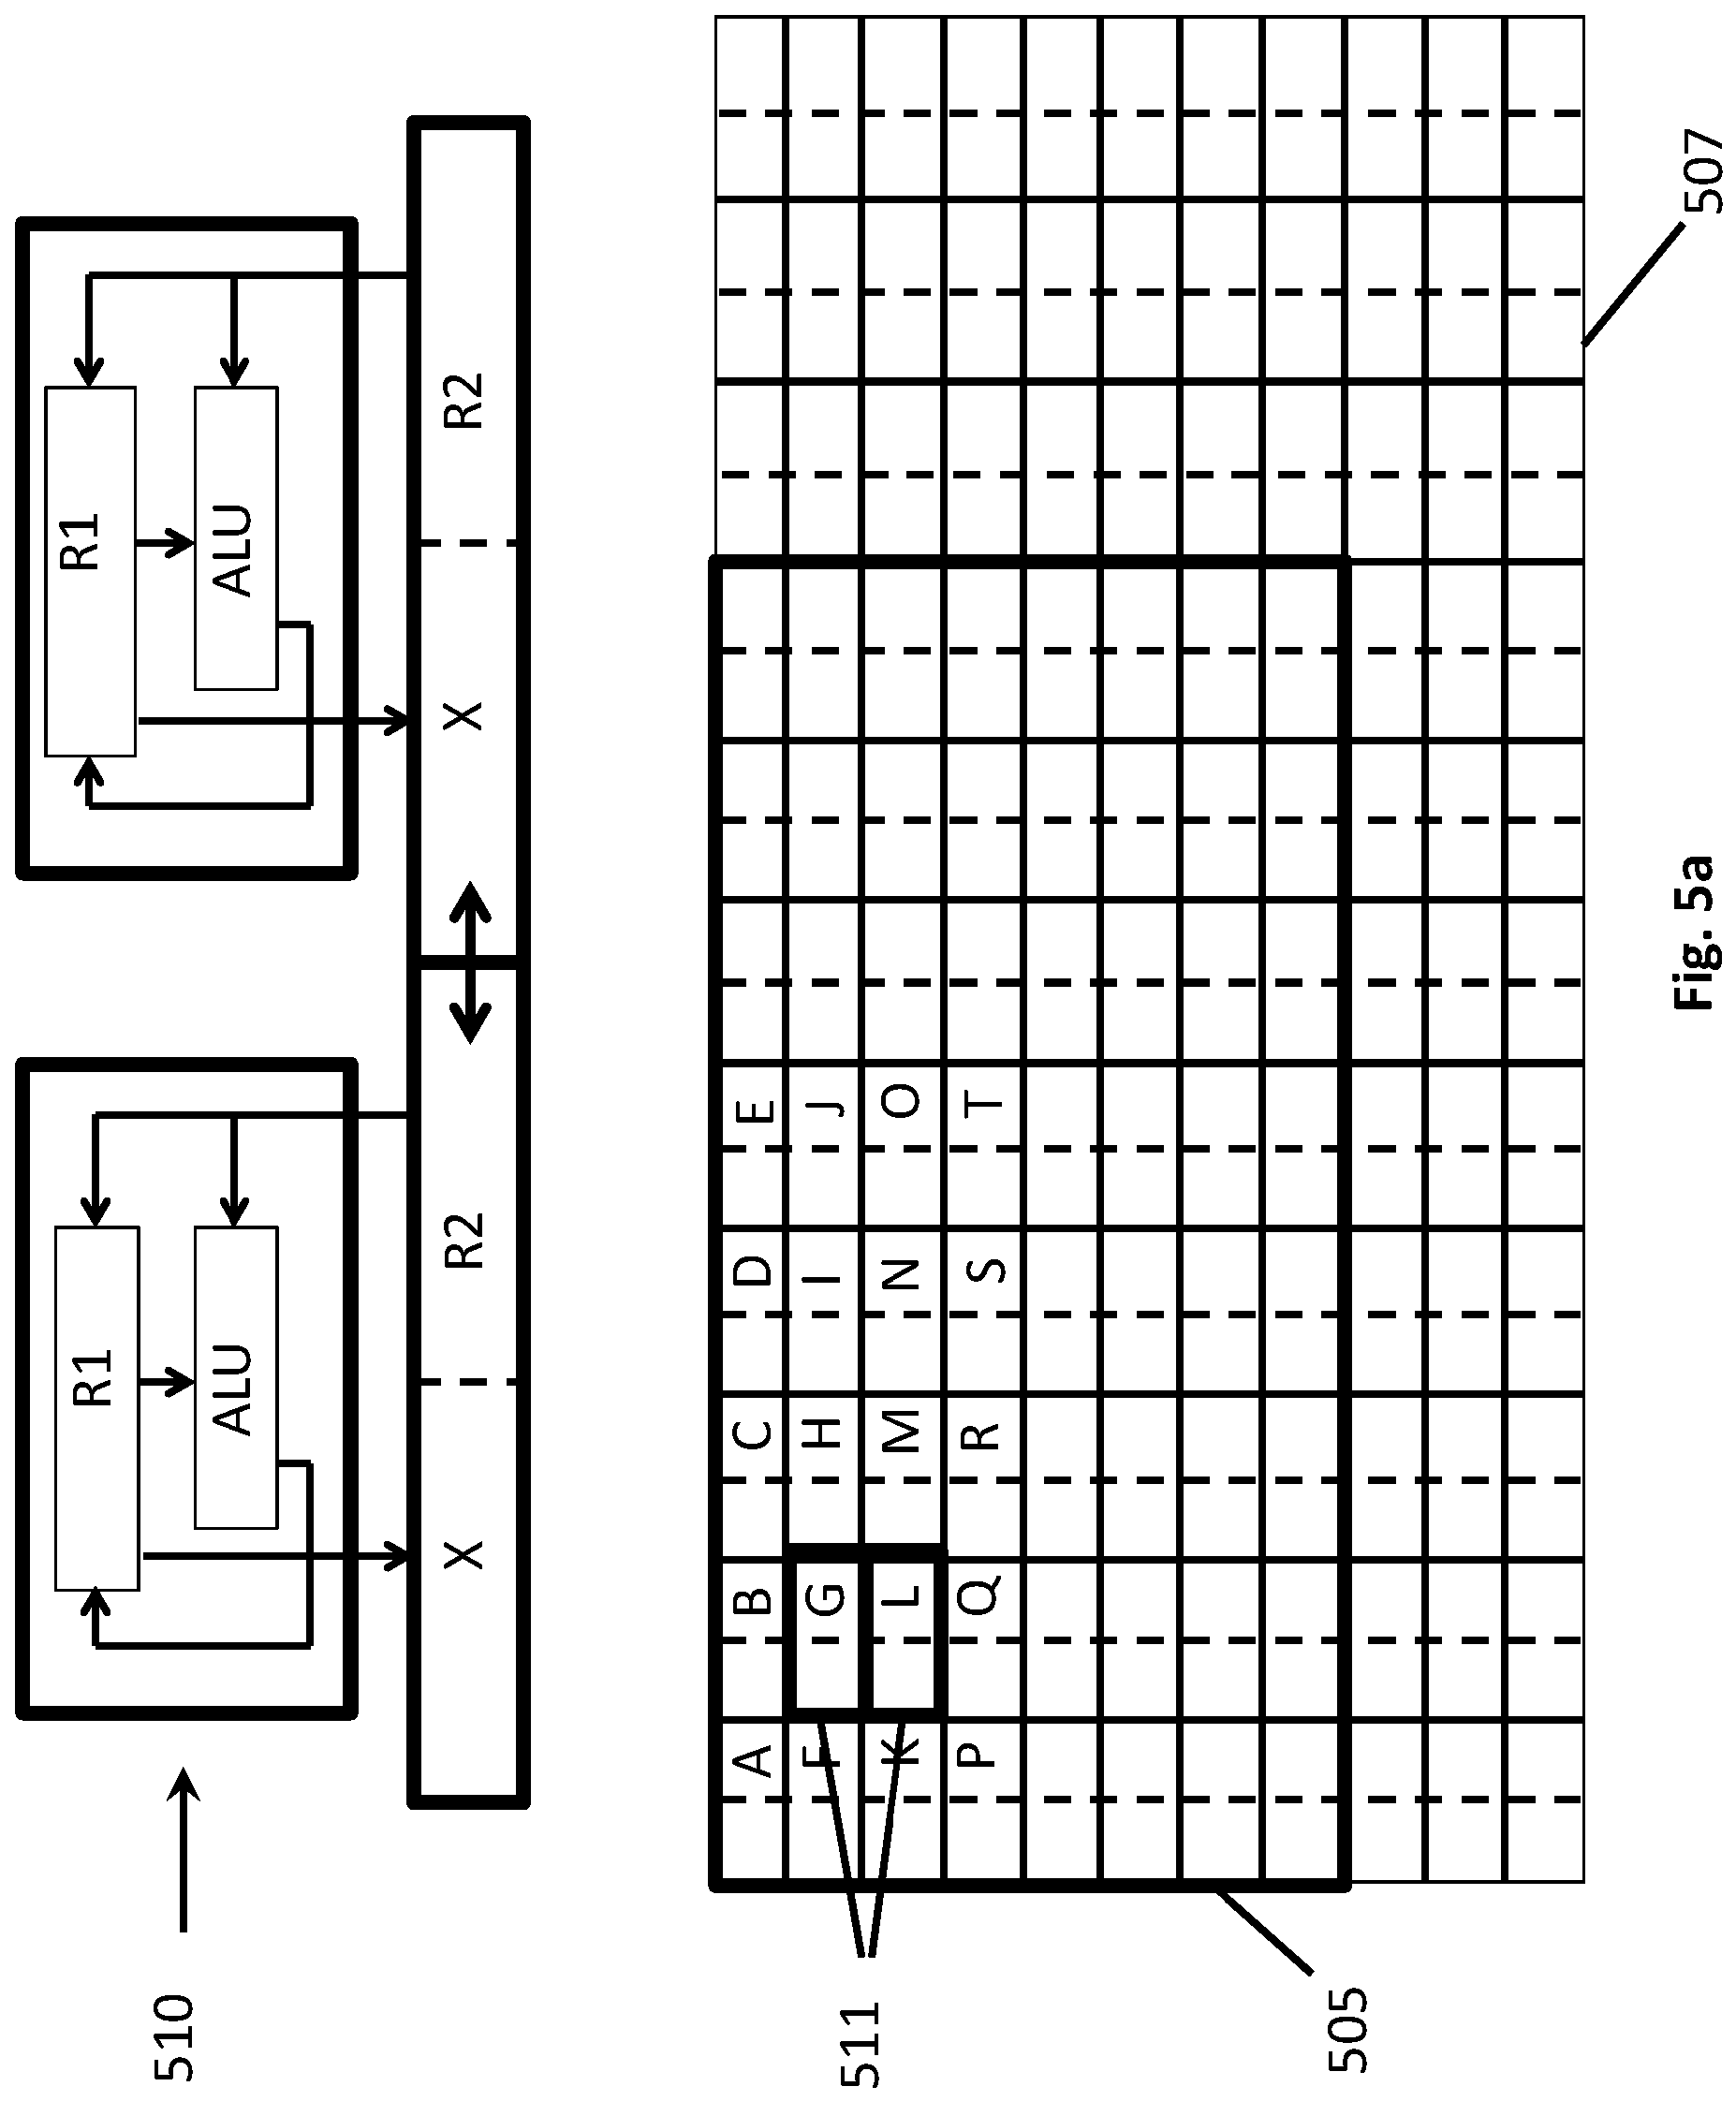 R1 R1
510 ALU ALU
X R2 X R2
A B C D E
F G H I J
511 K L M N O
P Q R S T
505
507
Fig. 5a